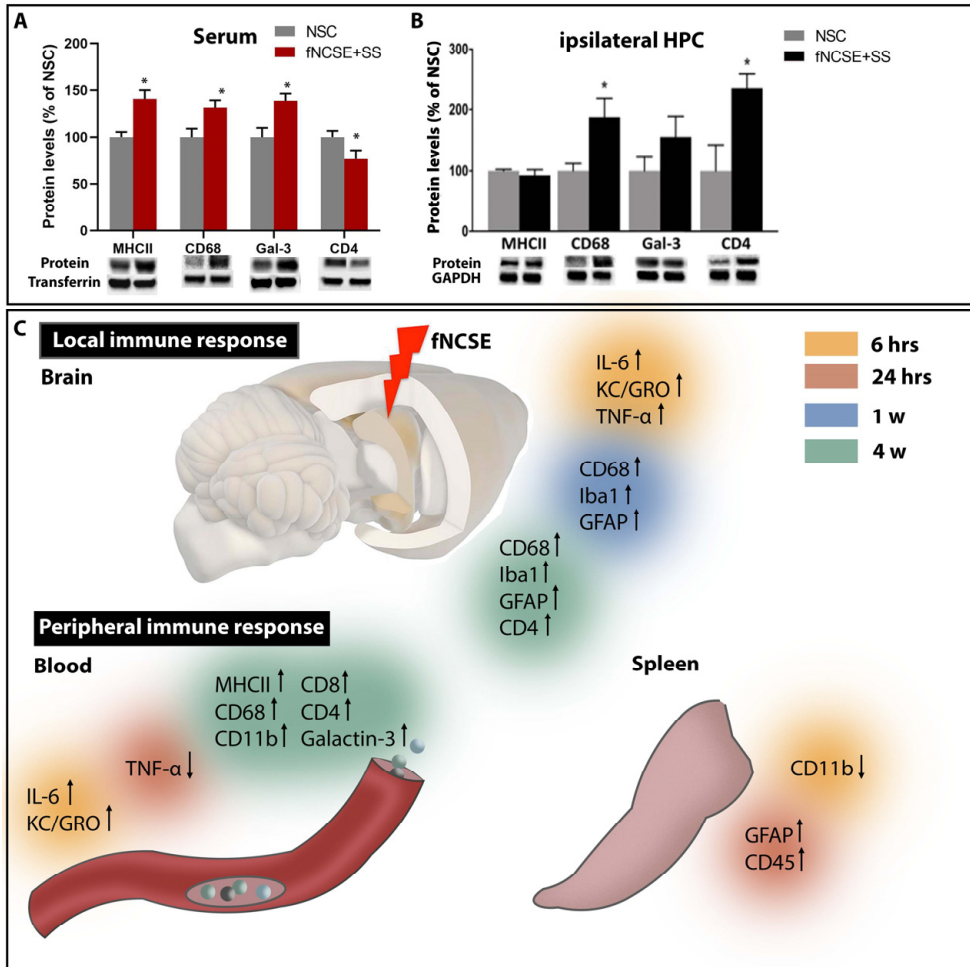 A
Serum
NSC
fNCSE+SS
Protein levels (% of NSC)
200
150
100
50
0
*
*
*
*
MHCII CD68 Gal-3 CD4
Protein
Transferrin
B
ipsilateral HPC
NSC
fNCSE+SS
Protein levels (% of NSC)
300
200
100
0
*
*
MHCII CD68 Gal-3 CD4
Protein
GAPDH
C
Local immune response
Brain
fNCSE
IL-6 ↑
KC/GRO ↑
TNF-α ↑
6 hrs
24 hrs
1 w
4 w
CD68 ↑
Iba1 ↑
GFAP ↑
CD68 ↑
Iba1 ↑
GFAP ↑
CD4 ↑
Peripheral immune response
Blood
MHCII ↑ CD8 ↑
CD68 ↑ CD4 ↑
CD11b ↑ Galactin-3 ↑
TNF-α ↓
IL-6 ↑
KC/GRO ↑
Spleen
CD11b ↓
GFAP ↑
CD45 ↑